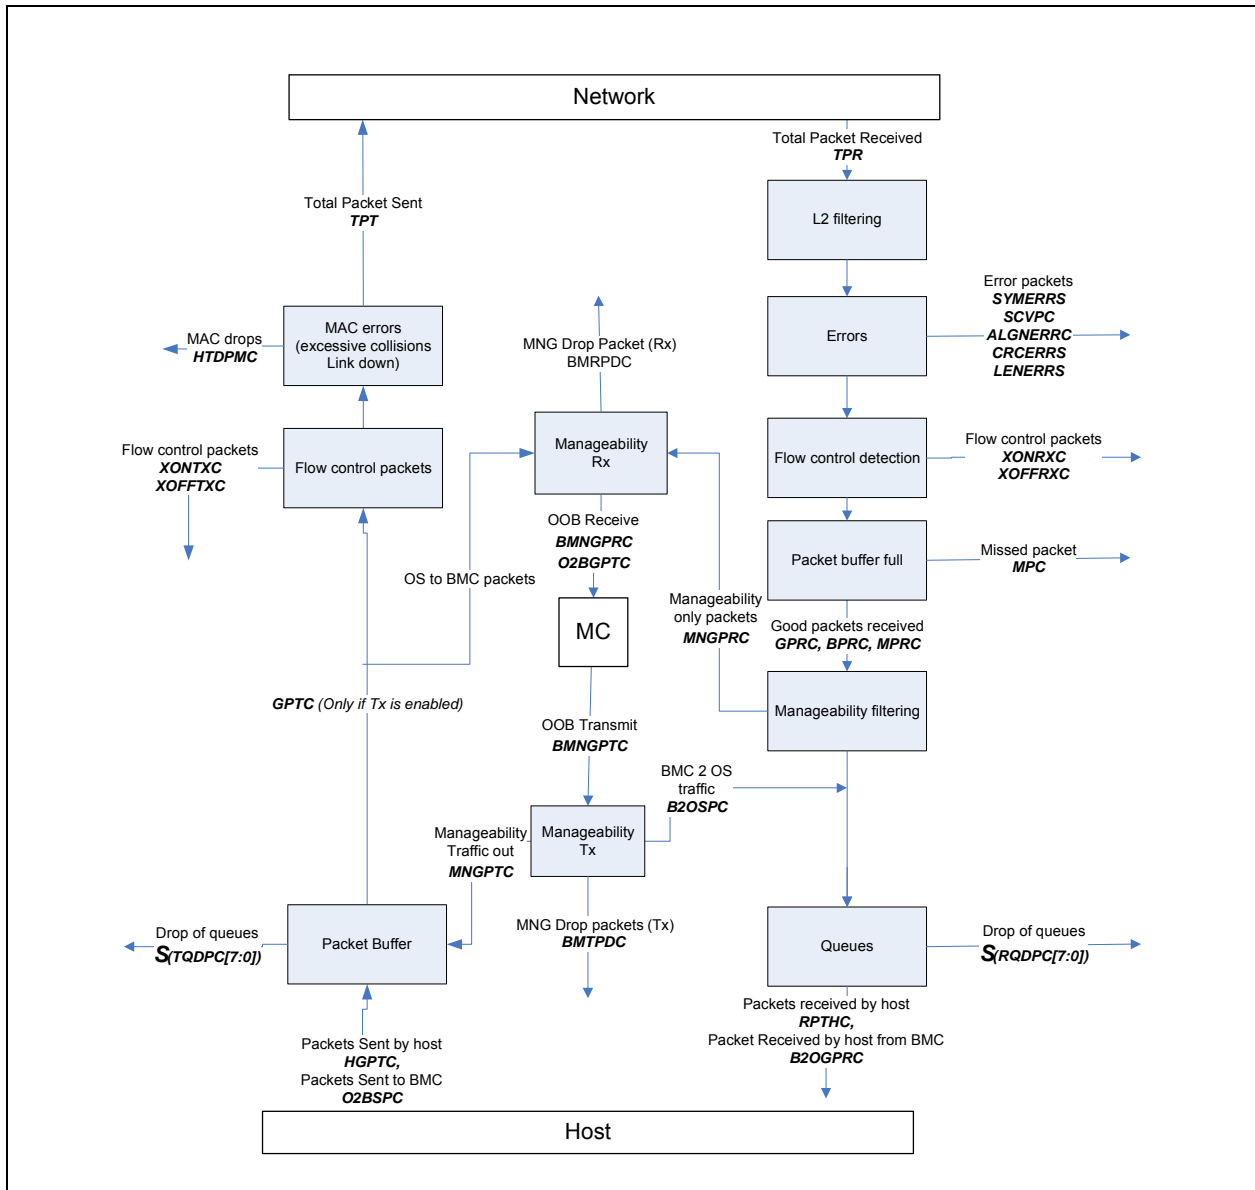 Network
Total Packet Received
TPR
Total Packet Sent
TPT
L2 filtering
Error packets
SYMERRS
SCVPC
ALGNERRC
CRCERRS
LENERRS
Errors
MAC errors
(excessive collisions
Link down)
MAC drops
HTDPMC
MNG Drop Packet (Rx)
BMRPDC
Flow control packets
XONTXC
XOFFTXC
Flow control packets
Manageability
Rx
Flow control detection
Flow control packets
XONRXC
XOFFRXC
OOB Receive
BMNGPRC
O2BGPTC
OS to BMC packets
Packet buffer full
Missed packet
MPC
Manageability
only packets
MNGPRC
MC
Good packets received
GPRC, BPRC, MPRC
GPTC (Only if Tx is enabled)
Manageability filtering
OOB Transmit
BMNGPTC
BMC 2 OS
traffic
B2OSPC
Manageability
Traffic out
MNGPTC
Manageability
Tx
MNG Drop packets (Tx)
BMTPDC
Drop of queues
S(TQDPC[7:0])
Packet Buffer
Queues
Drop of queues
S(RQDPC[7:0])
Packets Sent by host
HGPTC,
Packets Sent to BMC
O2BSPC
Packets received by host
RPTHC,
Packet Received by host from BMC
B2OGPRC
Host